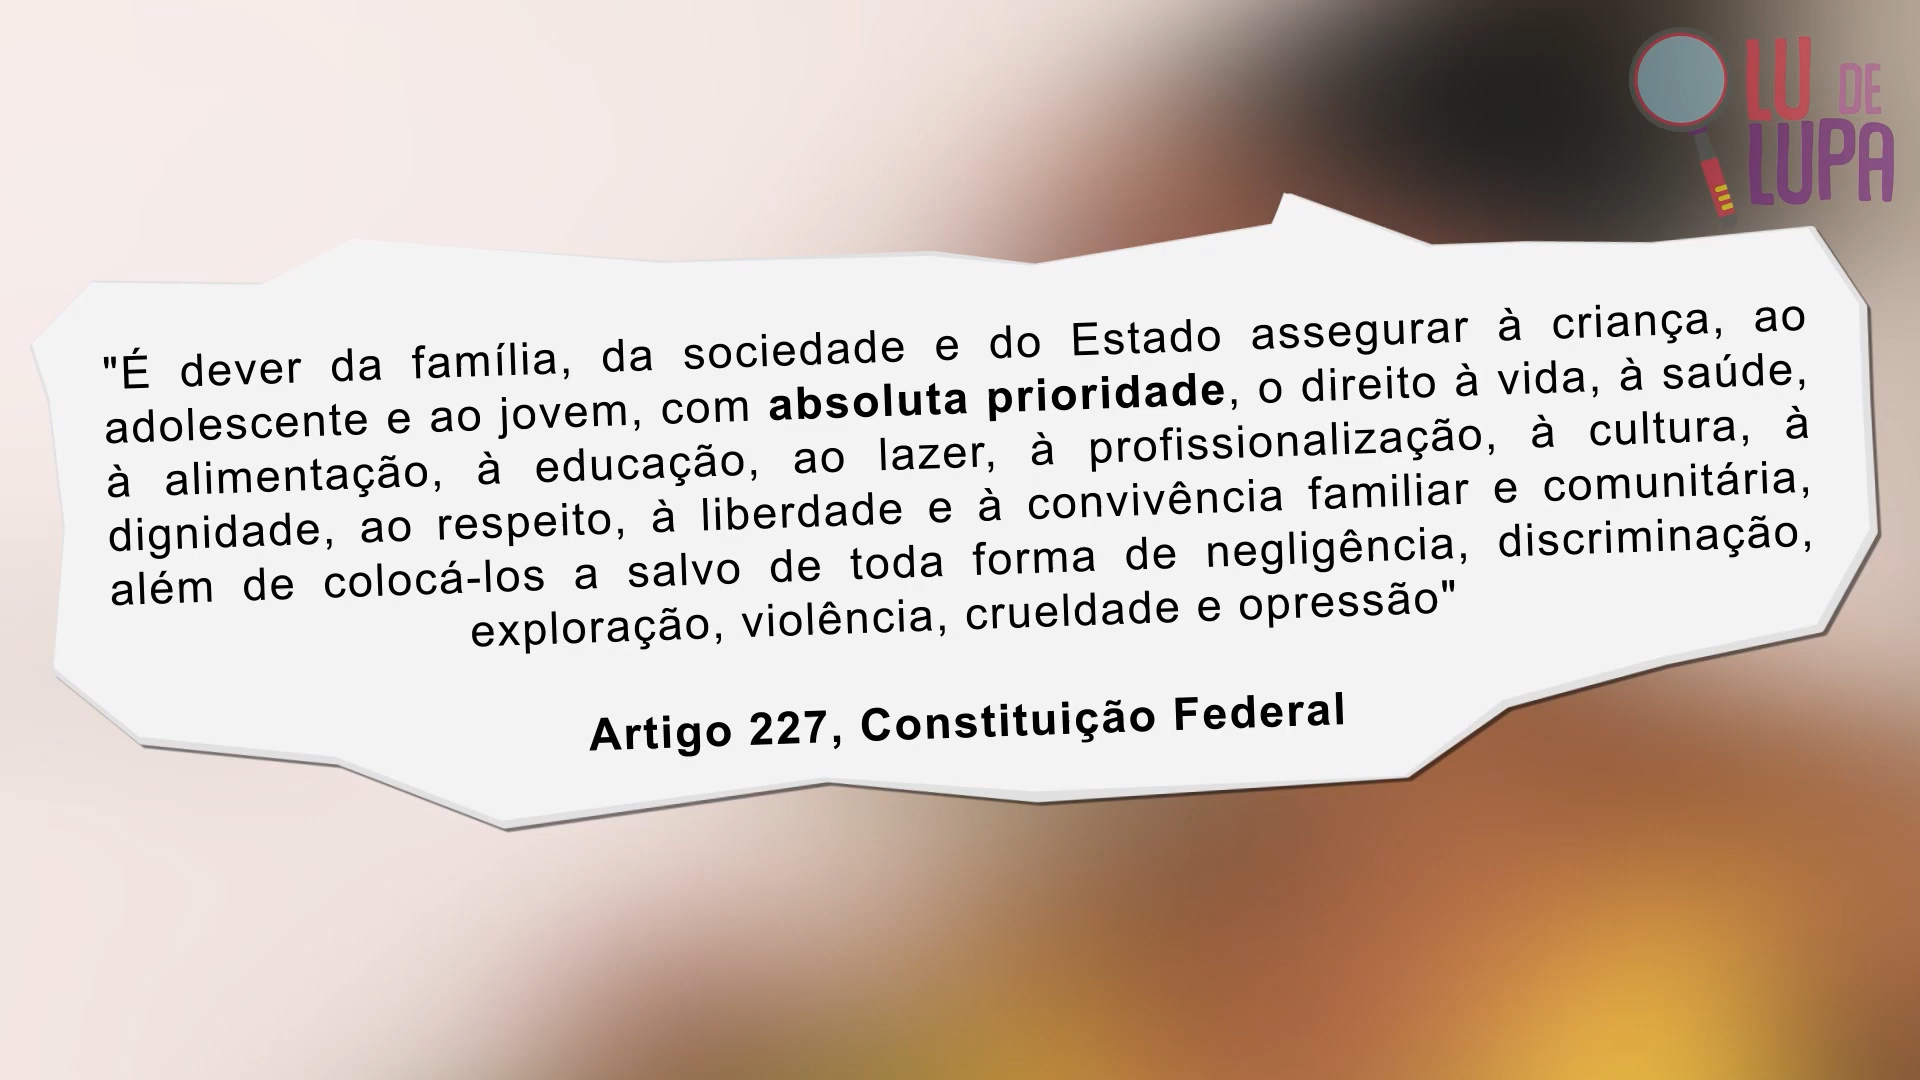 LU DE
LUPA
"É dever da família, da sociedade e do Estado assegurar à criança, ao
adolescente e ao jovem, com absoluta prioridade, o direito à vida, à saúde,
à alimentação, à educação, ao lazer, à profissionalização, à cultura, à
dignidade, ao respeito, à liberdade e à convivência familiar e comunitária,
além de colocá-los a salvo de toda forma de negligência, discriminação,
exploração, violência, crueldade e opressão"
Artigo 227, Constituição Federal